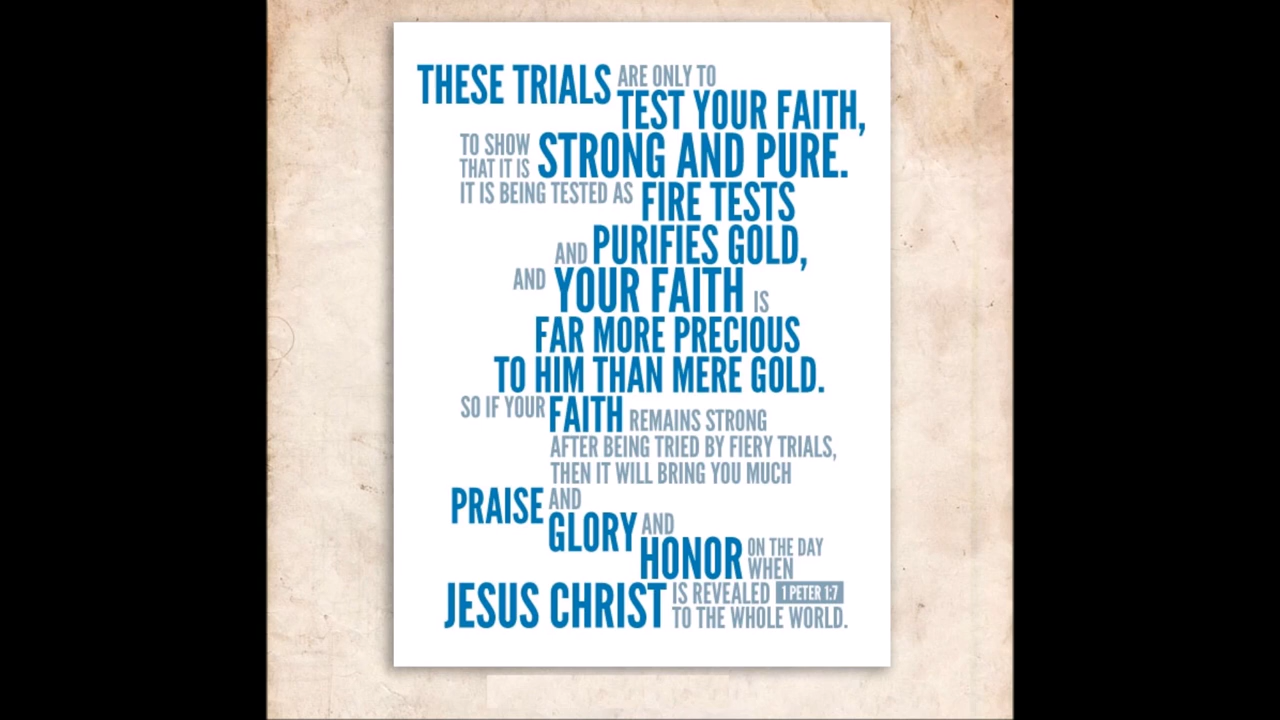 THESE TRIALS ARE ONLY TO
TEST YOUR FAITH,
TO SHOW
THAT IT IS STRONG AND PURE.
IT IS BEING TESTED AS FIRE TESTS
AND PURIFIES GOLD,
AND YOUR FAITH IS
FAR MORE PRECIOUS
TO HIM THAN MERE GOLD.
SO IF YOUR FAITH REMAINS STRONG
AFTER BEING TRIED BY FIERY TRIALS,
THEN IT WILL BRING YOU MUCH
PRAISE AND
GLORY AND
HONOR ON THE DAY
WHEN
JESUS CHRIST IS REVEALED 1 PETER 1:7
TO THE WHOLE WORLD.